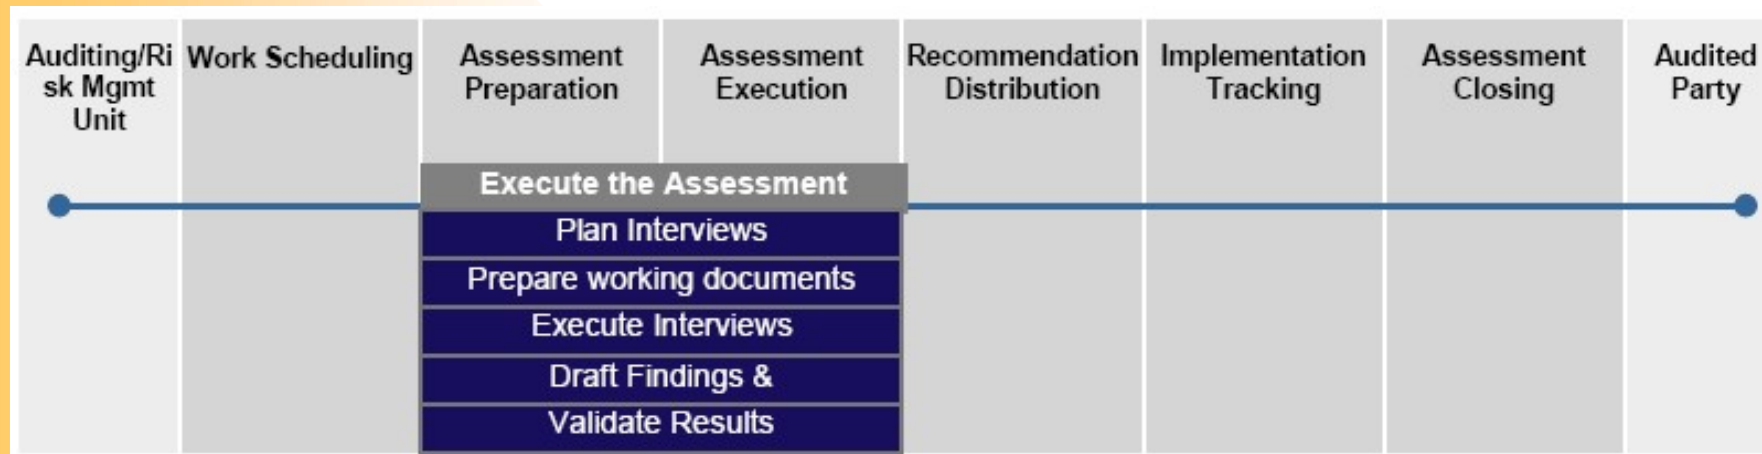 Auditing/Ri
sk Mgmt
Unit
Work Scheduling
Assessment
Preparation
Assessment
Execution
Recommendation
Distribution
Implementation
Tracking
Assessment
Closing
Audited
Party
Execute the Assessment
Plan Interviews
Prepare working documents
Execute Interviews
Draft Findings &
Validate Results